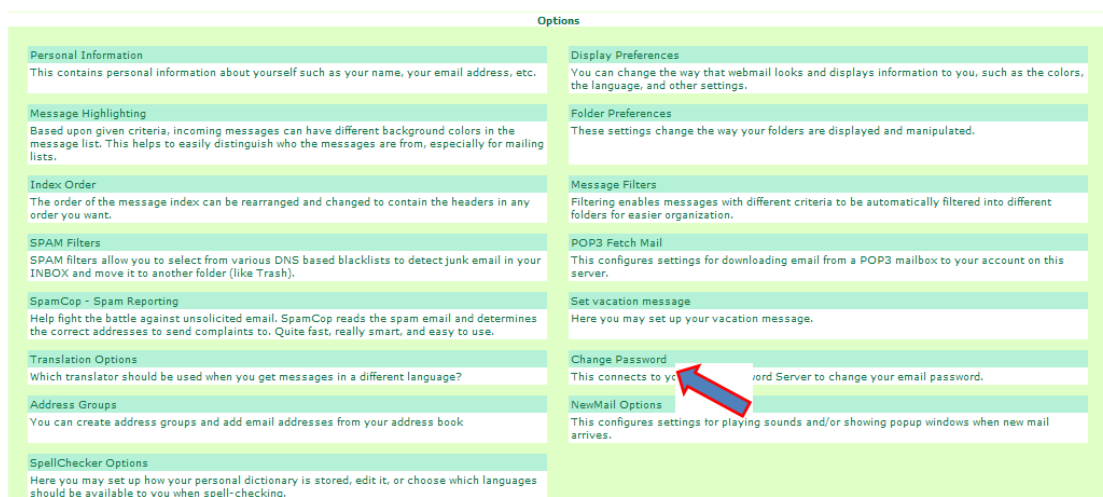 Options
Personal Information
This contains personal information about yourself such as your name, your email address, etc.
Display Preferences
You can change the way that webmail looks and displays information to you, such as the colors,
the language, and other settings.
Message Highlighting
Based upon given criteria, incoming messages can have different background colors in the
message list. This helps to easily distinguish who the messages are from, especially for mailing
lists.
Folder Preferences
These settings change the way your folders are displayed and manipulated.
Index Order
The order of the message index can be rearranged and changed to contain the headers in any
order you want.
Message Filters
Filtering enables messages with different criteria to be automatically filtered into different
folders for easier organization.
SPAM Filters
SPAM filters allow you to select from various DNS based blacklists to detect junk email in your
INBOX and move it to another folder (like Trash).
POP3 Fetch Mail
This configures settings for downloading email from a POP3 mailbox to your account on this
server.
SpamCop - Spam Reporting
Help fight the battle against unsolicited email. SpamCop reads the spam email and determines
the correct addresses to send complaints to. Quite fast, really smart, and easy to use.
Set vacation message
Here you may set up your vacation message.
Translation Options
Which translator should be used when you get messages in a different language?
Change Password
This connects to Server to change your email password.
Address Groups
You can create address groups and add email addresses from your address book
NewMail Options
This configures settings for playing sounds and/or showing popup windows when new mail
arrives.
SpellChecker Options
Here you may set up how your personal dictionary is stored, edit it, or choose which languages
should be available to you when spell-checking.